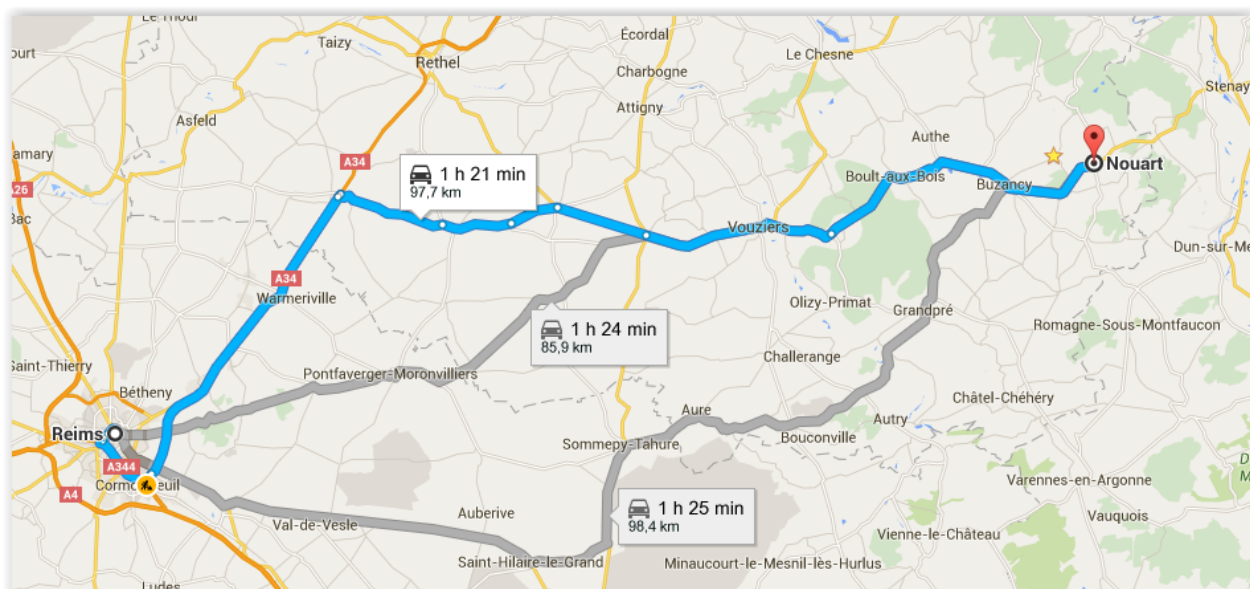 Le Thour
Écordal
Taizy
Rethel
Le Chesne
court
Charbogne
Stenay
Attigny
Asfeld
Authe
amary
A34
Nouart
1 h 21 min
97,7 km
Boult-aux-Bois
Buzancy
A26
Bac
Vouziers
Dun-sur-Me
A34
Warmeriville
Olizy-Primat
Grandpré
1 h 24 min
85,9 km
Romagne-Sous-Montfaucon
Saint-Thierry
Challerange
Pontfaverger-Moronvilliers
Bétheny
Châtel-Chéhéry
Aure
Autry
Reims
Sommepy-Tahure
Bouconville
A344
Varennes-en-Argonne
A4
1 h 25 min
98,4 km
Auberive
Vauquois
Val-de-Vesle
Vienne-le-Château
Saint-Hilaire-le-Grand
Minaucourt-le-Mesnil-lès-Hurlus
Ludes